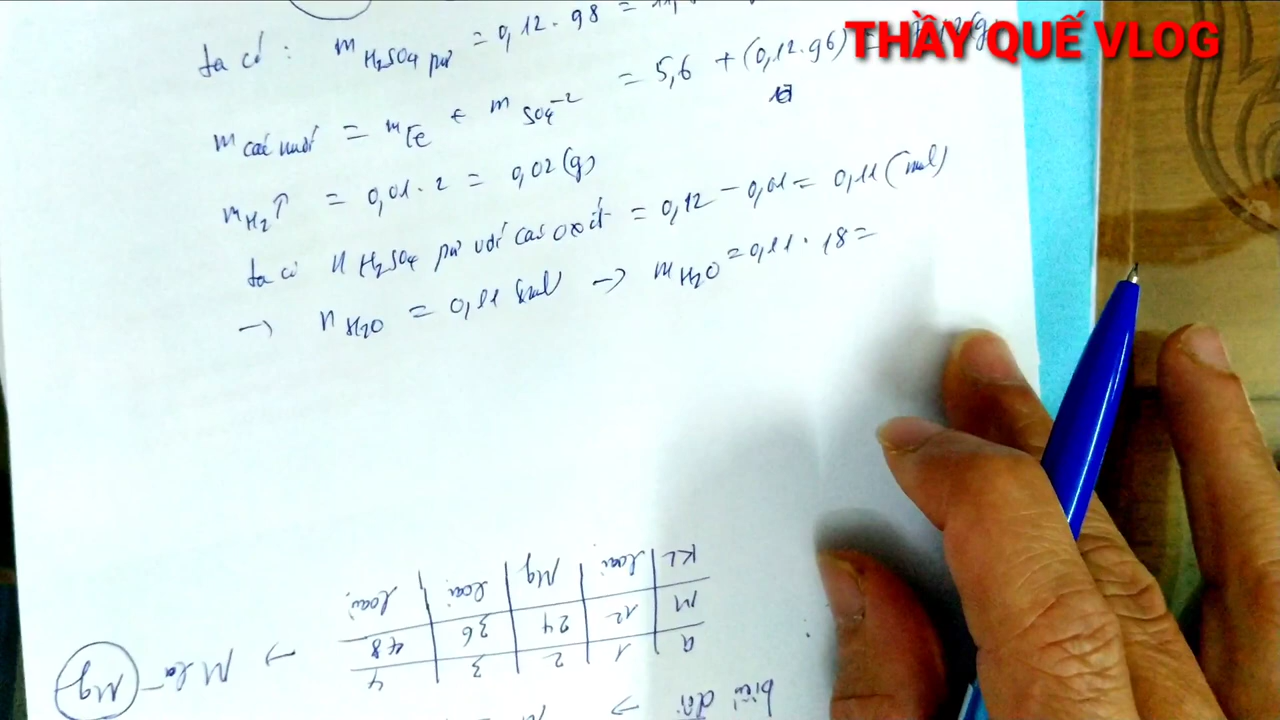 THẦY QUẾ VLOG
ta có : m H2SO4 pư = 0,12 . 98 =
m các muối = m Fe + m SO4-2 = 5,6 + (0,12.96) =
mH2↑ = 0,01 . 2 = 0,02 (g)
ta có n H2SO4 pư với các oxit = 0,12 - 0,01 = 0,11 (mol)
→ n H2O = 0,11 mol → m H2O = 0,11 . 18 =
biện đổi →
a 1 2 3 4
M 12 24 36 48
KL loại Mg loại loại
→ M là Mg